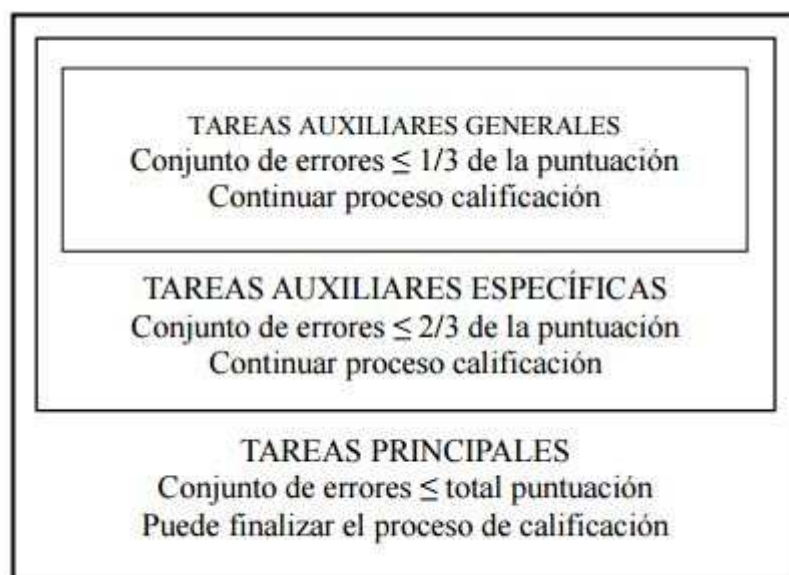 TAREAS AUXILIARES GENERALES
Conjunto de errores ≤ 1/3 de la puntuación
Continuar proceso calificación
TAREAS AUXILIARES ESPECÍFICAS
Conjunto de errores ≤ 2/3 de la puntuación
Continuar proceso calificación
TAREAS PRINCIPALES
Conjunto de errores ≤ total puntuación
Puede finalizar el proceso de calificación